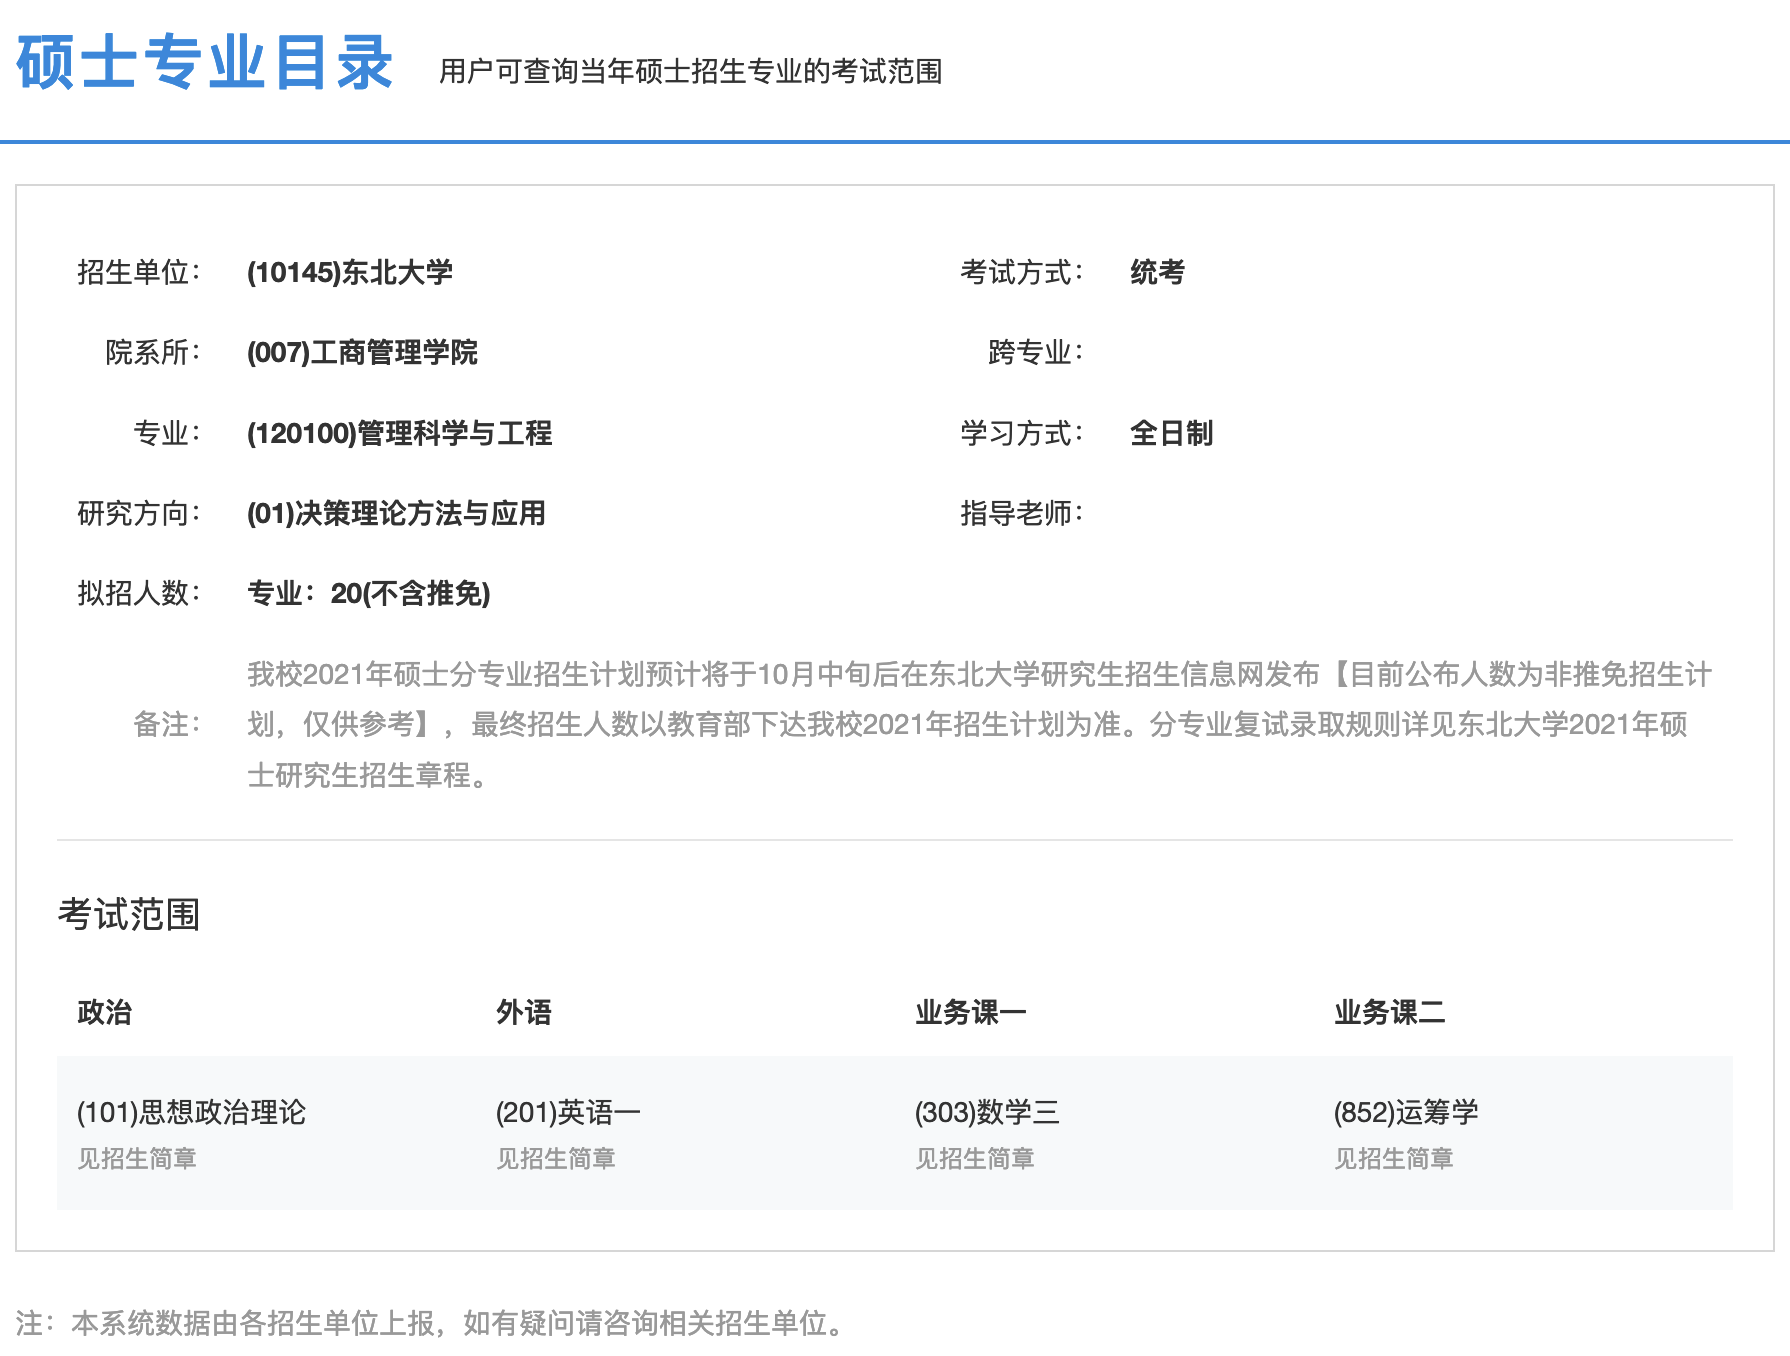 硕士专业目录 用户可查询当年硕士招生专业的考试范围
招生单位： (10145)东北大学 考试方式： 统考
院系所： (007)工商管理学院 跨专业：
专业： (120100)管理科学与工程 学习方式： 全日制
研究方向： (01)决策理论方法与应用 指导老师：
拟招人数： 专业：20(不含推免)
备注： 我校2021年硕士分专业招生计划预计将于10月中旬后在东北大学研究生招生信息网发布【目前公布人数为非推免招生计
划，仅供参考】，最终招生人数以教育部下达我校2021年招生计划为准。分专业复试录取规则详见东北大学2021年硕
士研究生招生章程。
考试范围
政治 外语 业务课一 业务课二
(101)思想政治理论 (201)英语一 (303)数学三 (852)运筹学
见招生简章 见招生简章 见招生简章 见招生简章
注：本系统数据由各招生单位上报，如有疑问请咨询相关招生单位。